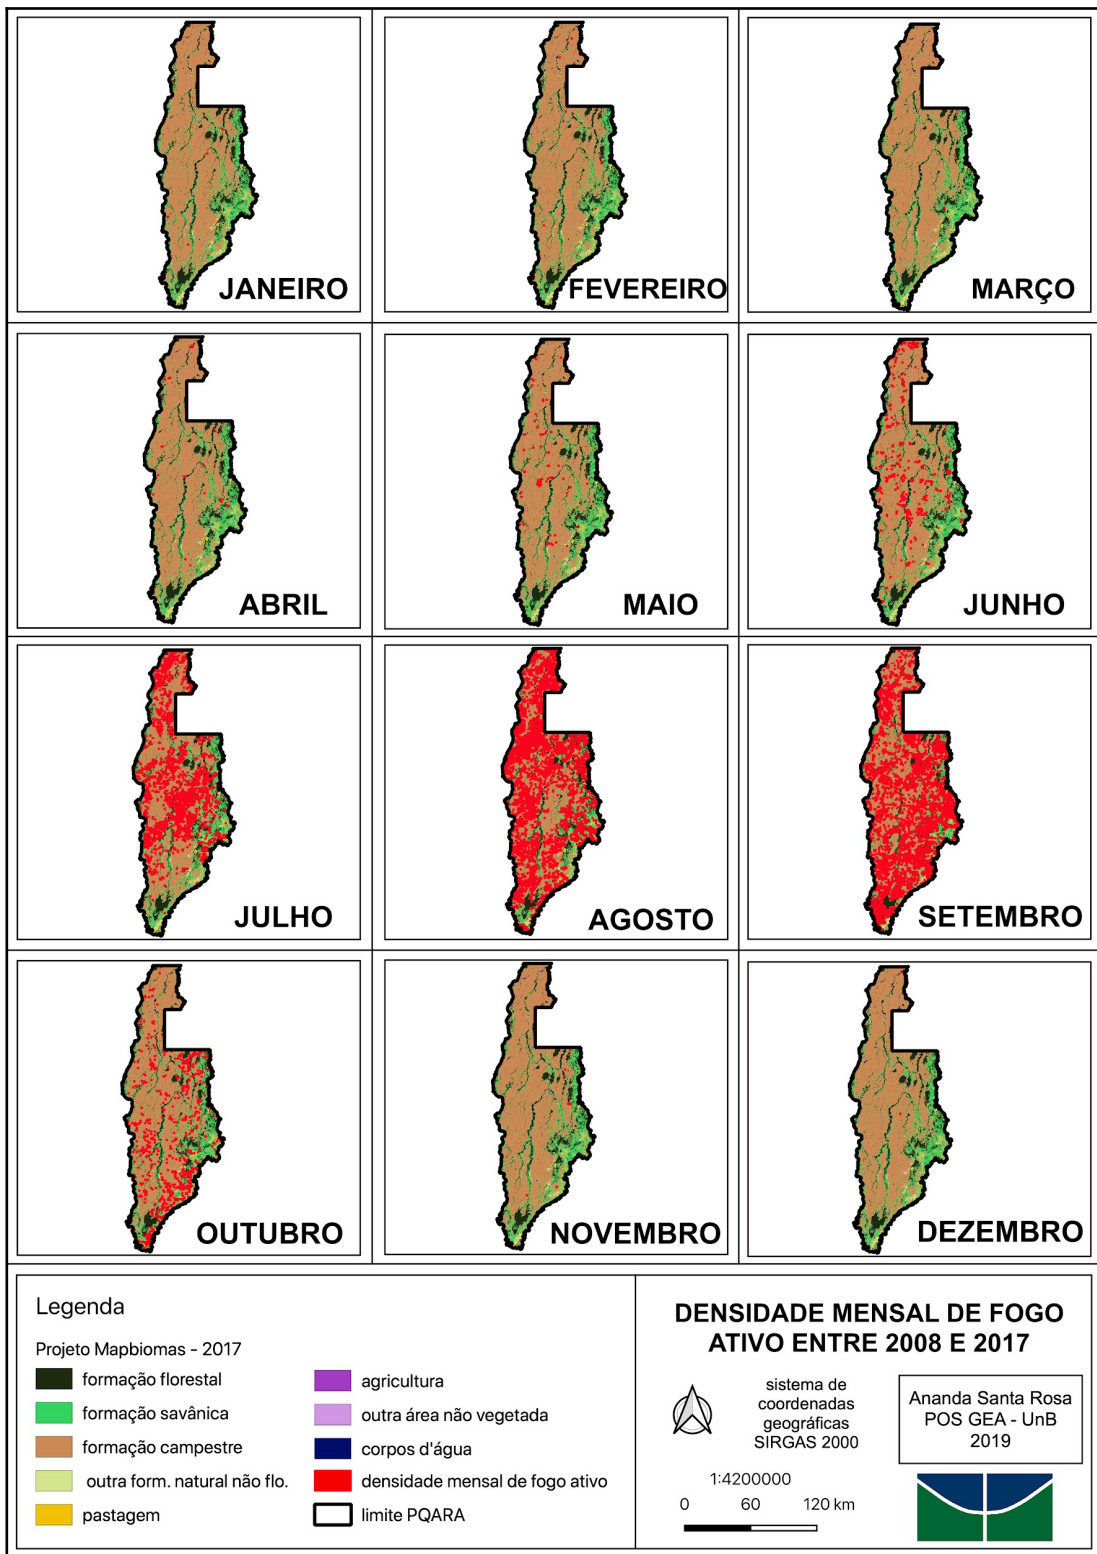 JANEIRO
FEVEREIRO
MARÇO
ABRIL
MAIO
JUNHO
JULHO
AGOSTO
SETEMBRO
OUTUBRO
NOVEMBRO
DEZEMBRO
Legenda
Projeto Mapbiomas - 2017
formação florestal
formação savânica
formação campestre
outra form. natural não flo.
pastagem
agricultura
outra área não vegetada
corpos d'água
densidade mensal de fogo ativo
limite PQARA
DENSIDADE MENSAL DE FOGO
ATIVO ENTRE 2008 E 2017
sistema de
coordenadas
geográficas
SIRGAS 2000
1:4200000
0 60 120 km
Ananda Santa Rosa
POS GEA - UnB
2019